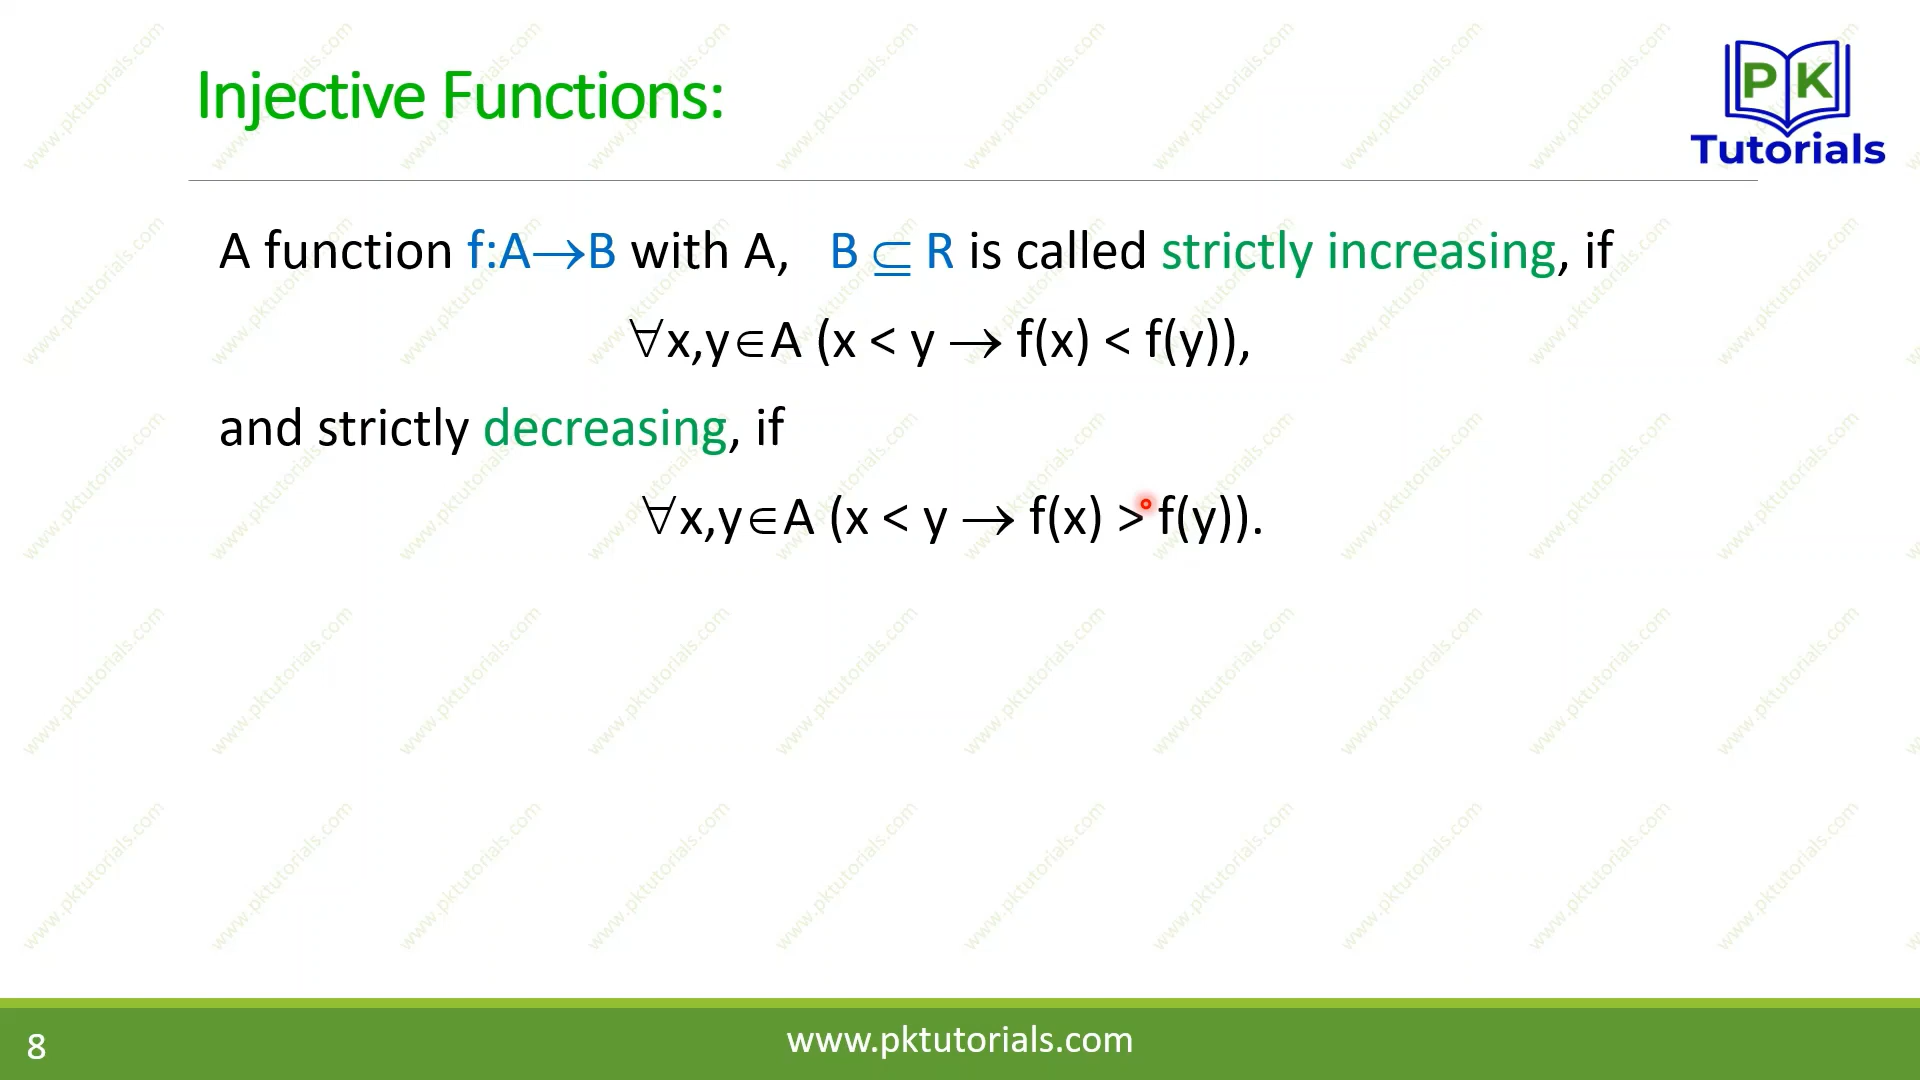 Injective Functions:
PK
Tutorials
A function f:A→B with A, B ⊆ R is called strictly increasing, if
∀x,y∈A (x < y → f(x) < f(y)),
and strictly decreasing, if
∀x,y∈A (x < y → f(x) > f(y)).
8
www.pktutorials.com